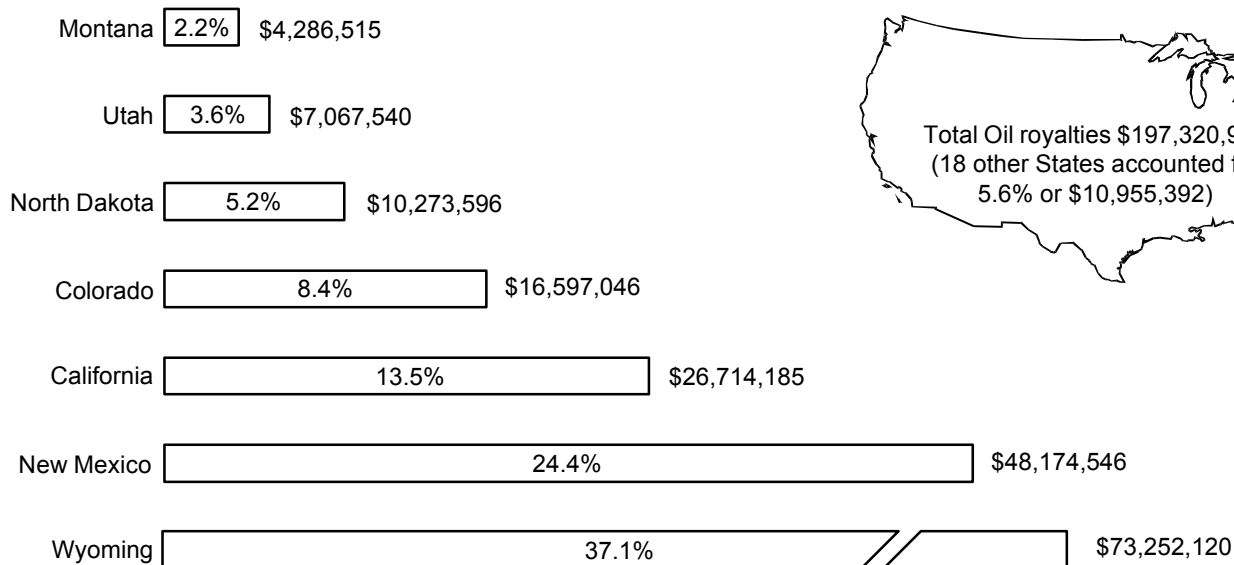 Montana 2.2% $4,286,515
Utah 3.6% $7,067,540
Total Oil royalties $197,320,9
(18 other States accounted f
5.6% or $10,955,392)
North Dakota 5.2% $10,273,596
Colorado 8.4% $16,597,046
California 13.5% $26,714,185
New Mexico 24.4% $48,174,546
Wyoming 37.1% $73,252,120